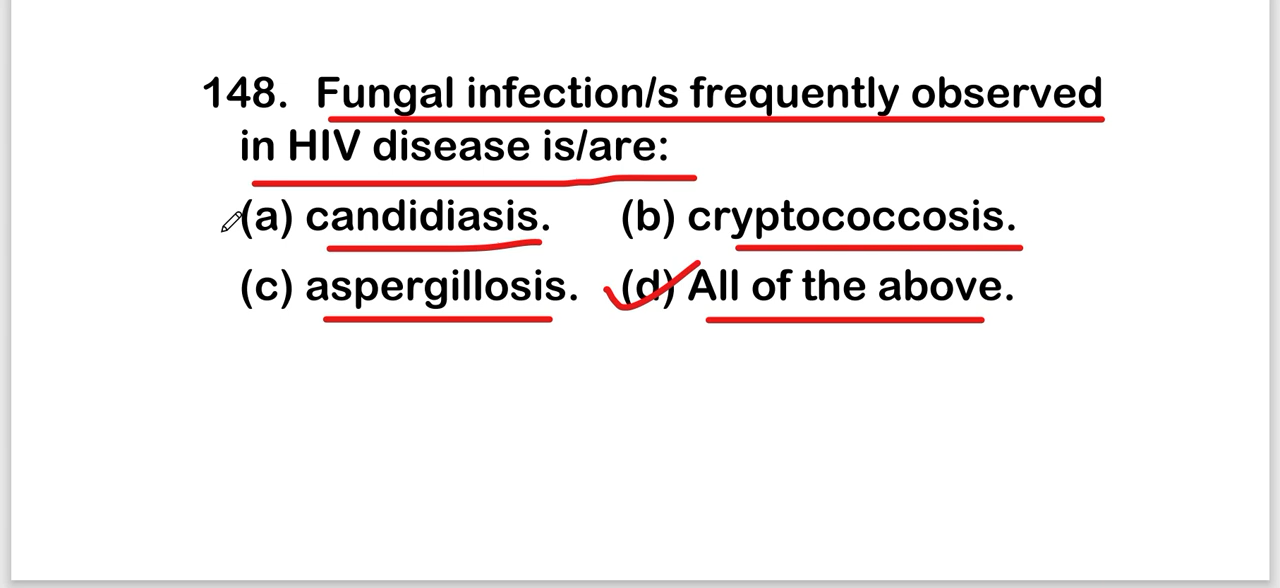 148. Fungal infection/s frequently observed
in HIV disease is/are:
(a) candidiasis. (b) cryptococcosis.
(c) aspergillosis. (d) All of the above.